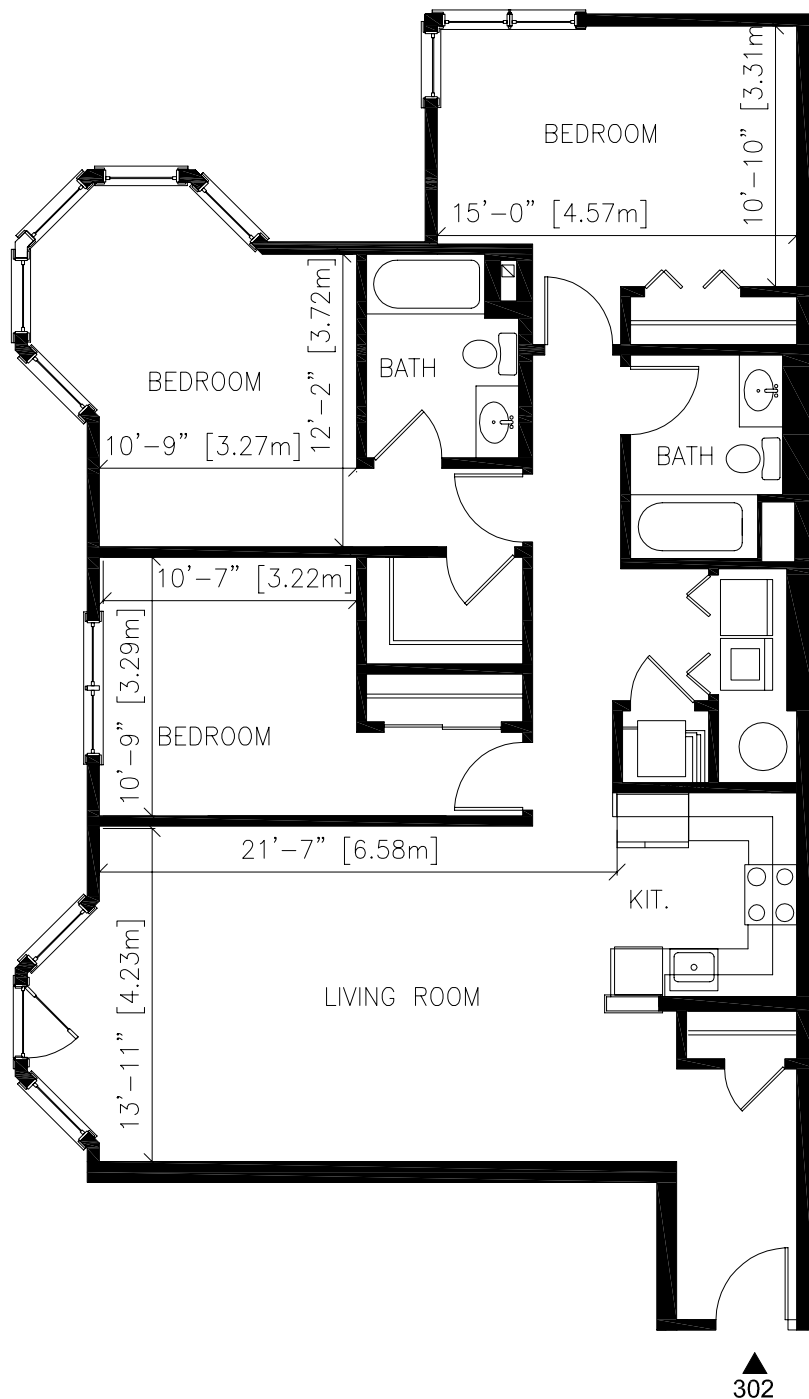 10'-10" [3.31m]
BEDROOM
15'-0" [4.57m]
12'-2" [3.72m]
BATH
BEDROOM
10'-9" [3.27m]
BATH
10'-7" [3.22m]
10'-9" [3.29m]
BEDROOM
21'-7" [6.58m]
KIT.
13'-11" [4.23m]
LIVING ROOM
302